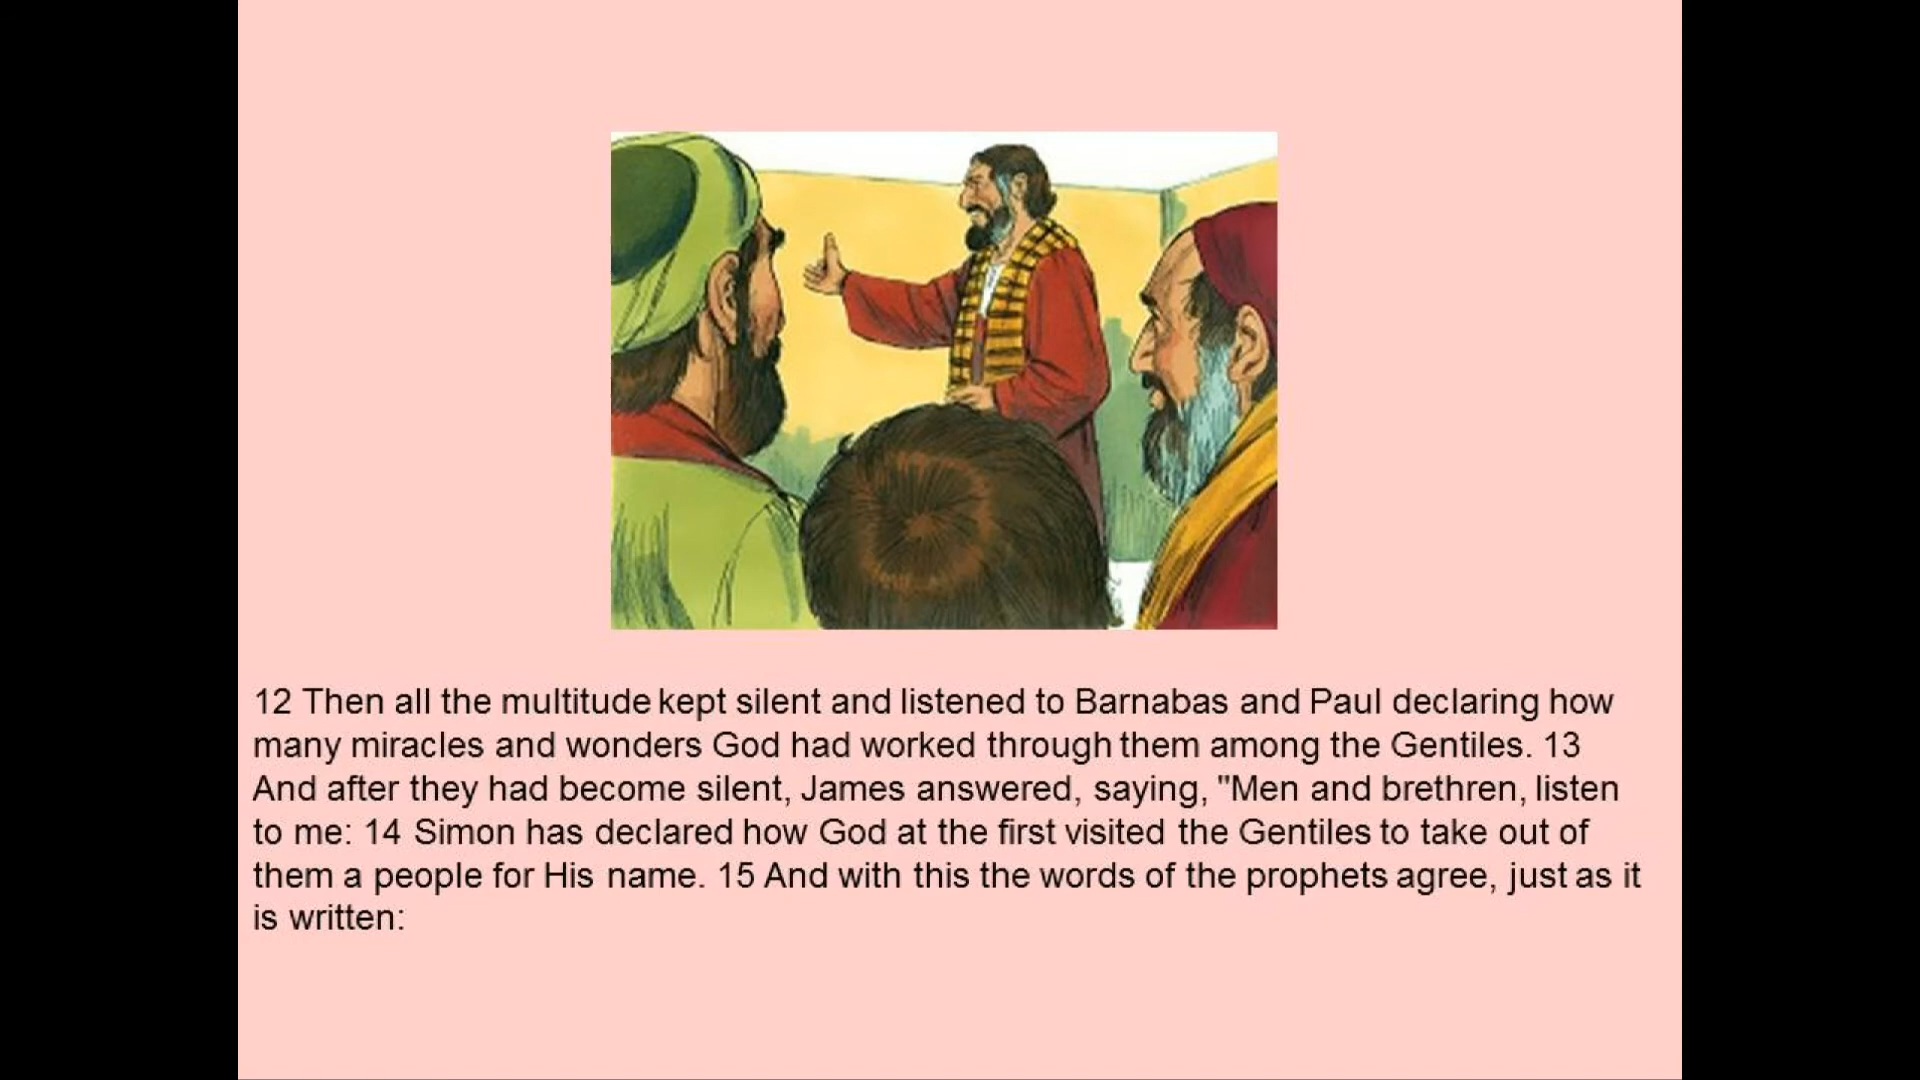 12 Then all the multitude kept silent and listened to Barnabas and Paul declaring how
many miracles and wonders God had worked through them among the Gentiles. 13
And after they had become silent, James answered, saying, "Men and brethren, listen
to me: 14 Simon has declared how God at the first visited the Gentiles to take out of
them a people for His name. 15 And with this the words of the prophets agree, just as it
is written: